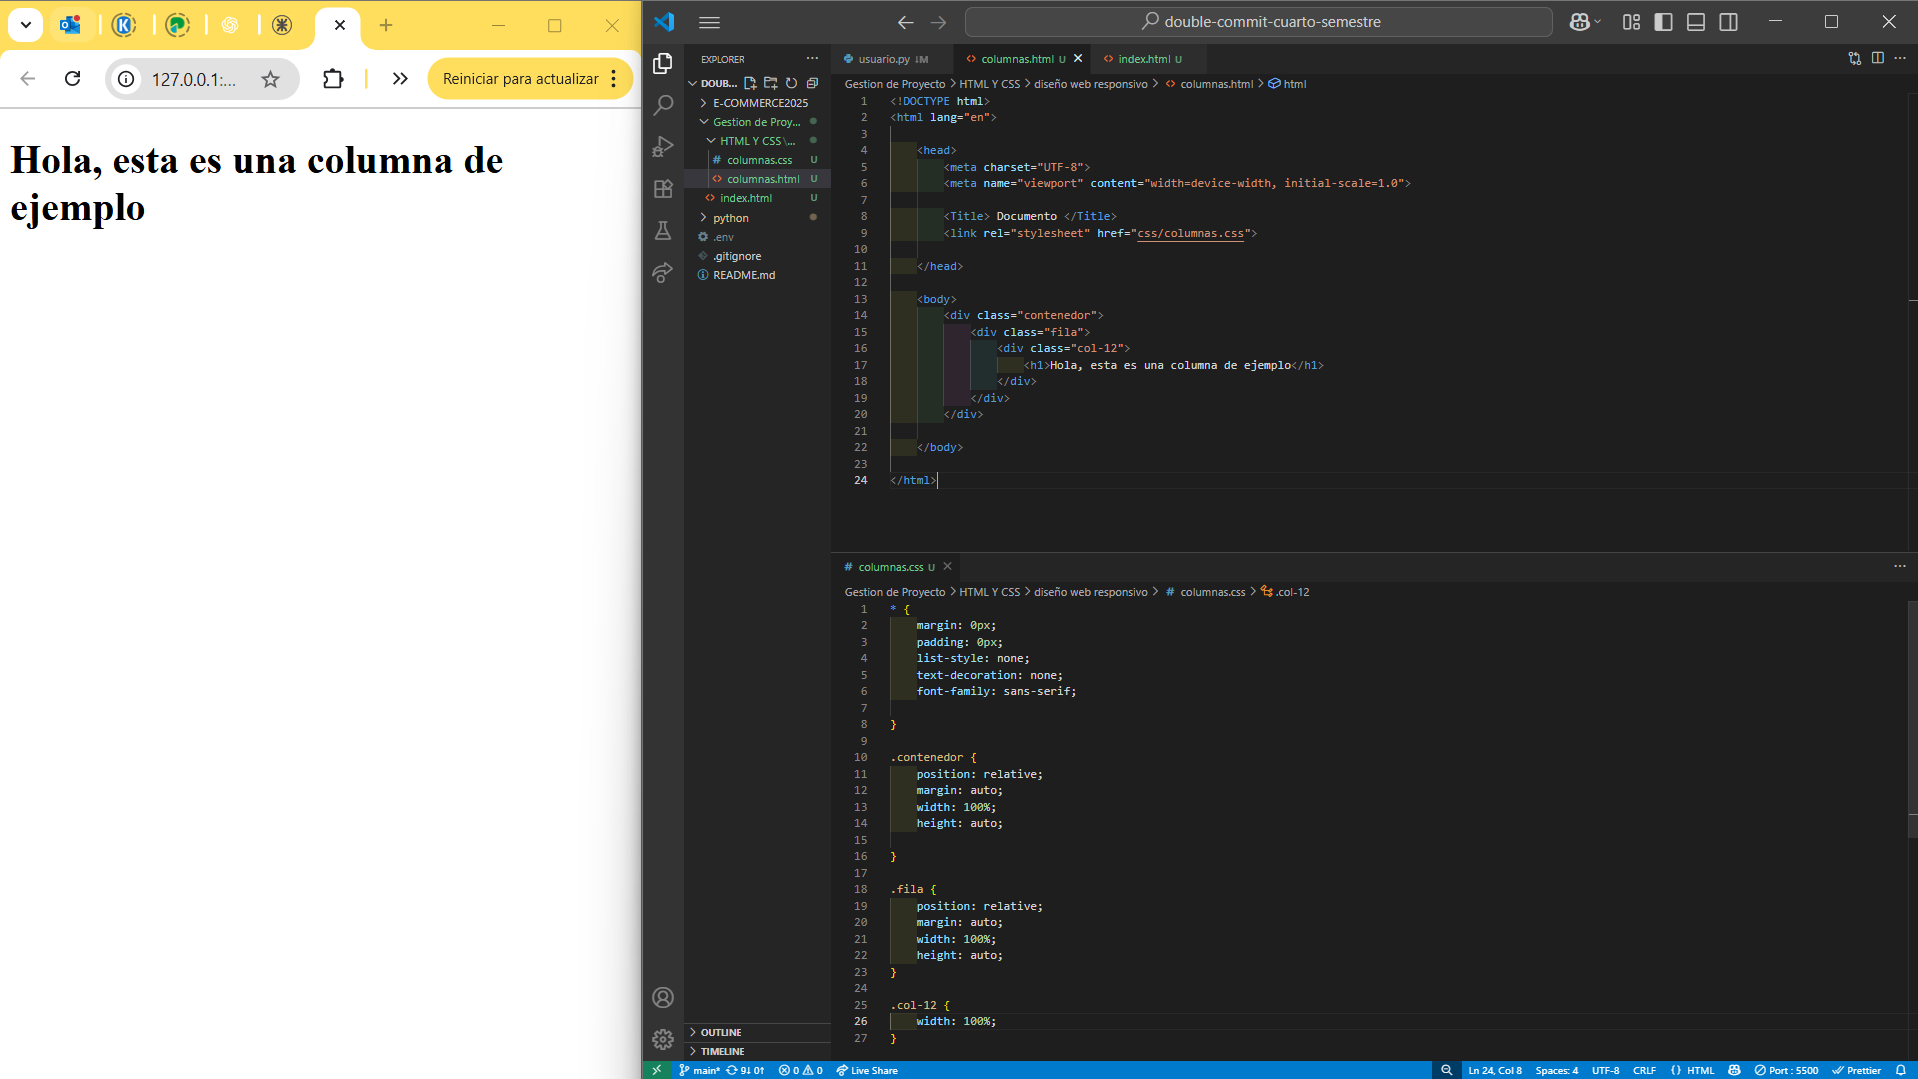 127.0.0.1:...
Reiniciar para actualizar
Hola, esta es una columna de
ejemplo
double-commit-cuarto-semestre
EXPLORER
DOUB...
E-COMMERCE2025
Gestion de Proy...
HTML Y CSS \...
columnas.css U
columnas.html U
index.html U
python
.env
.gitignore
README.md
OUTLINE
TIMELINE
usuario.py !M
columnas.html U
index.html U
Gestion de Proyecto > HTML Y CSS > diseño web responsivo > columnas.html > html
1 <!DOCTYPE html>
2 <html lang="en">
3
4 <head>
5 <meta charset="UTF-8">
6 <meta name="viewport" content="width=device-width, initial-scale=1.0">
7
8 <Title> Documento </Title>
9 <link rel="stylesheet" href="css/columnas.css">
10
11 </head>
12
13 <body>
14 <div class="contenedor">
15 <div class="fila">
16 <div class="col-12">
17 <h1>Hola, esta es una columna de ejemplo</h1>
18 </div>
19 </div>
20 </div>
21
22 </body>
23
24 </html>
columnas.css U
Gestion de Proyecto > HTML Y CSS > diseño web responsivo > # columnas.css > .col-12
1 * {
2 margin: 0px;
3 padding: 0px;
4 list-style: none;
5 text-decoration: none;
6 font-family: sans-serif;
7
8 }
9
10 .contenedor {
11 position: relative;
12 margin: auto;
13 width: 100%;
14 height: auto;
15
16 }
17
18 .fila {
19 position: relative;
20 margin: auto;
21 width: 100%;
22 height: auto;
23 }
24
25 .col-12 {
26 width: 100%;
27 }
main* 9↓ 0↑ 0 0 Live Share
Ln 24, Col 8 Spaces: 4 UTF-8 CRLF {} HTML Port : 5500 Prettier